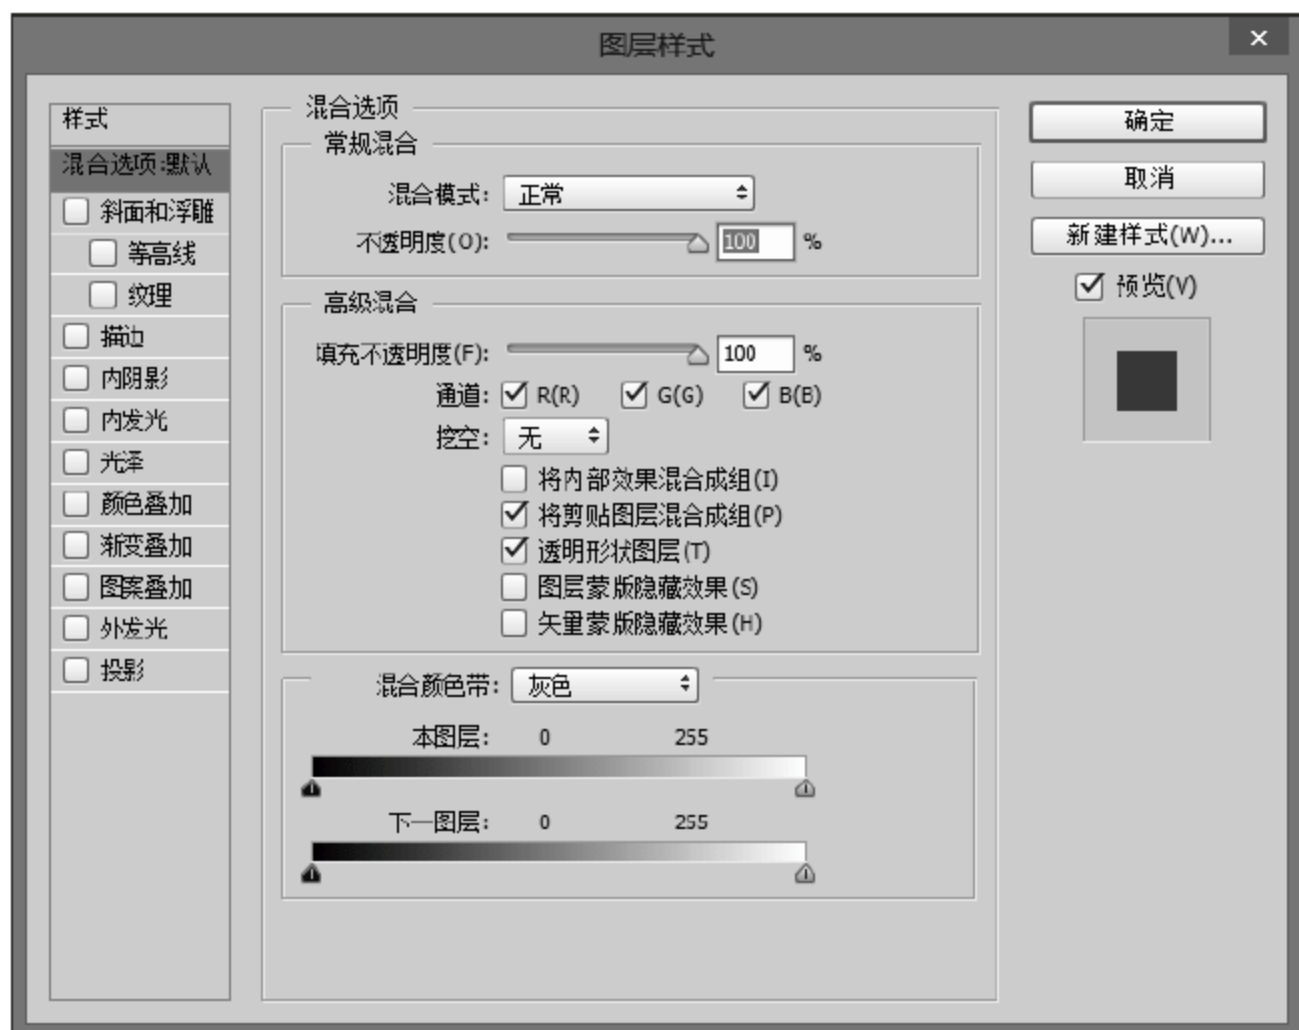 图层样式
样式
混合选项:默认
斜面和浮雕
等高线
纹理
描边
内阴影
内发光
光泽
颜色叠加
渐变叠加
图案叠加
外发光
投影
混合选项
常规混合
混合模式: 正常
不透明度(O): 100 %
高级混合
填充不透明度(F): 100 %
通道: R(R) G(G) B(B)
挖空: 无
将内部效果混合成组(I)
将剪贴图层混合成组(P)
透明形状图层(T)
图层蒙版隐藏效果(S)
矢量蒙版隐藏效果(H)
混合颜色带: 灰色
本图层: 0 255
下一图层: 0 255
确定
取消
新建样式(W)...
预览(V)